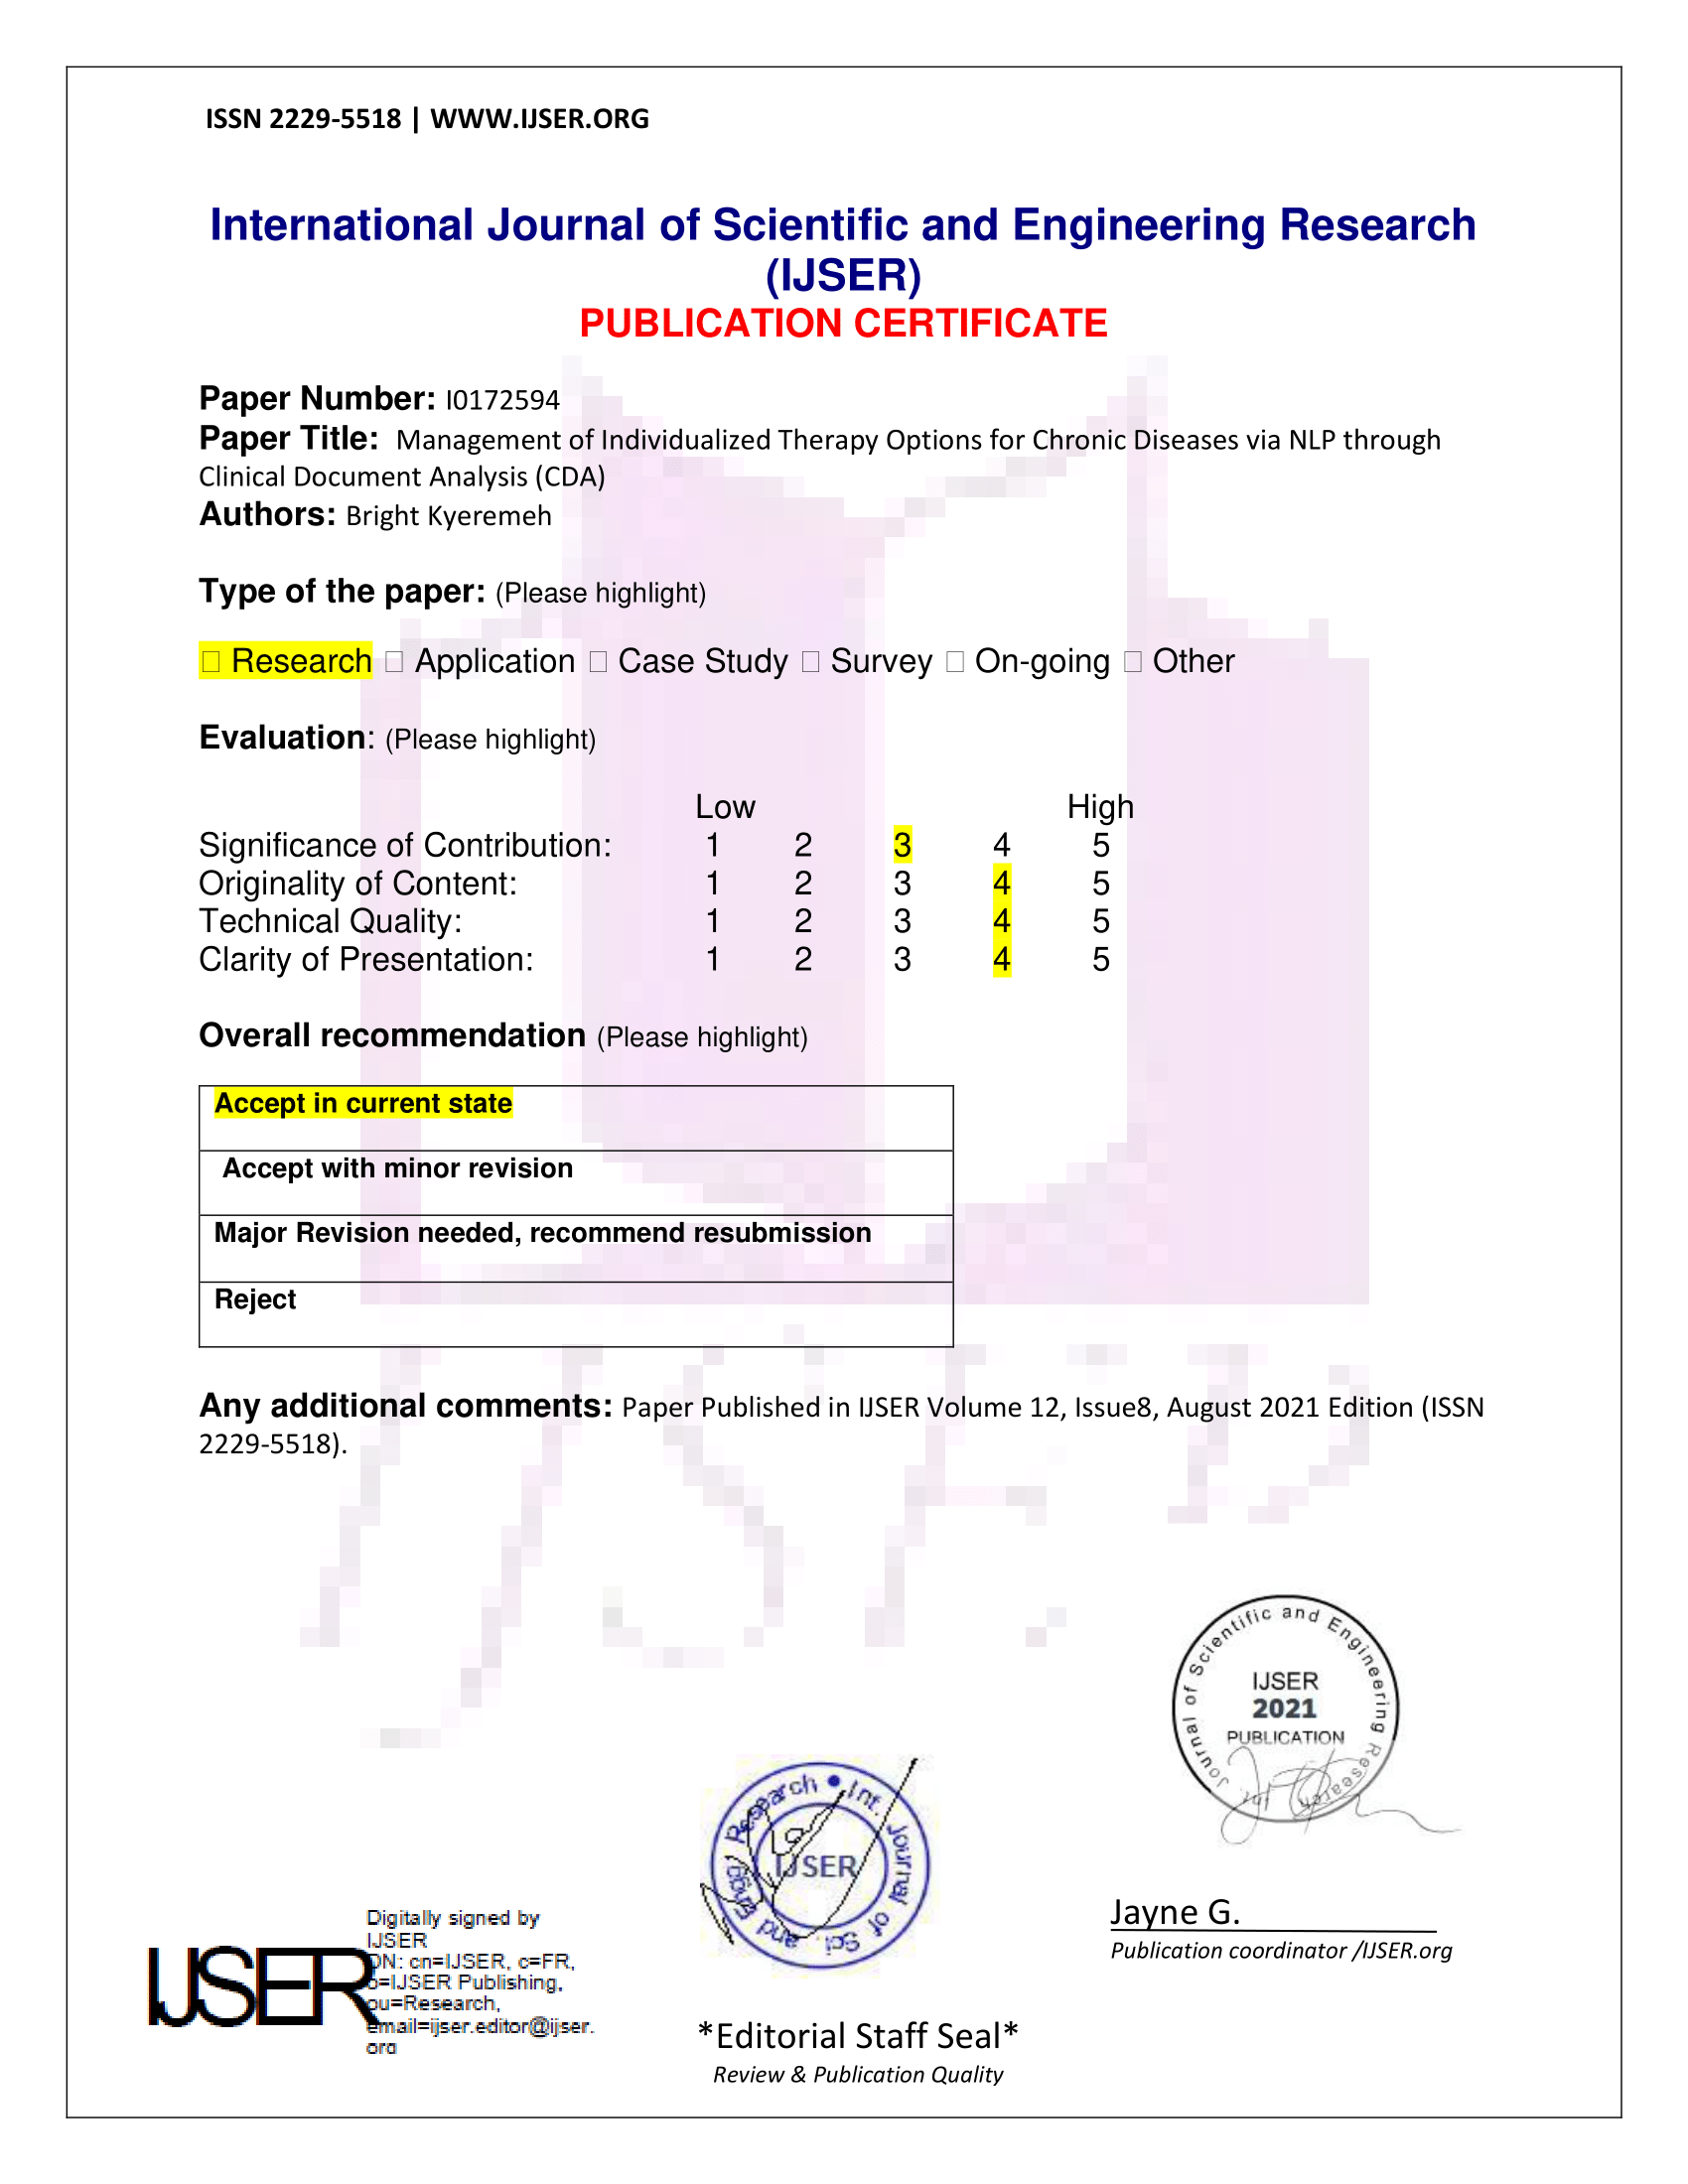 ISSN 2229-5518 | WWW.IJSER.ORG
International Journal of Scientific and Engineering Research
(IJSER)
PUBLICATION CERTIFICATE
Paper Number: I0172594
Paper Title: Management of Individualized Therapy Options for Chronic Diseases via NLP through
Clinical Document Analysis (CDA)
Authors: Bright Kyeremeh
Type of the paper: (Please highlight)
☐ Research ☐ Application ☐ Case Study ☐ Survey ☐ On-going ☐ Other
Evaluation: (Please highlight)
Low High
Significance of Contribution: 1 2 3 4 5
Originality of Content: 1 2 3 4 5
Technical Quality: 1 2 3 4 5
Clarity of Presentation: 1 2 3 4 5
Overall recommendation (Please highlight)
Accept in current state
Accept with minor revision
Major Revision needed, recommend resubmission
Reject
Any additional comments: Paper Published in IJSER Volume 12, Issue8, August 2021 Edition (ISSN
2229-5518).
IJSER
Journal of Scientific and Engineering Research
IJSER
2021
PUBLICATION
Int. Journal of Sci. and Engg. Research
IJSER
Jayne G.
Publication coordinator /IJSER.org
IJSER
Digitally signed by
IJSER
DN: cn=IJSER, c=FR,
o=IJSER Publishing,
ou=Research,
email=ijser.editor@ijser.
org
*Editorial Staff Seal*
Review & Publication Quality